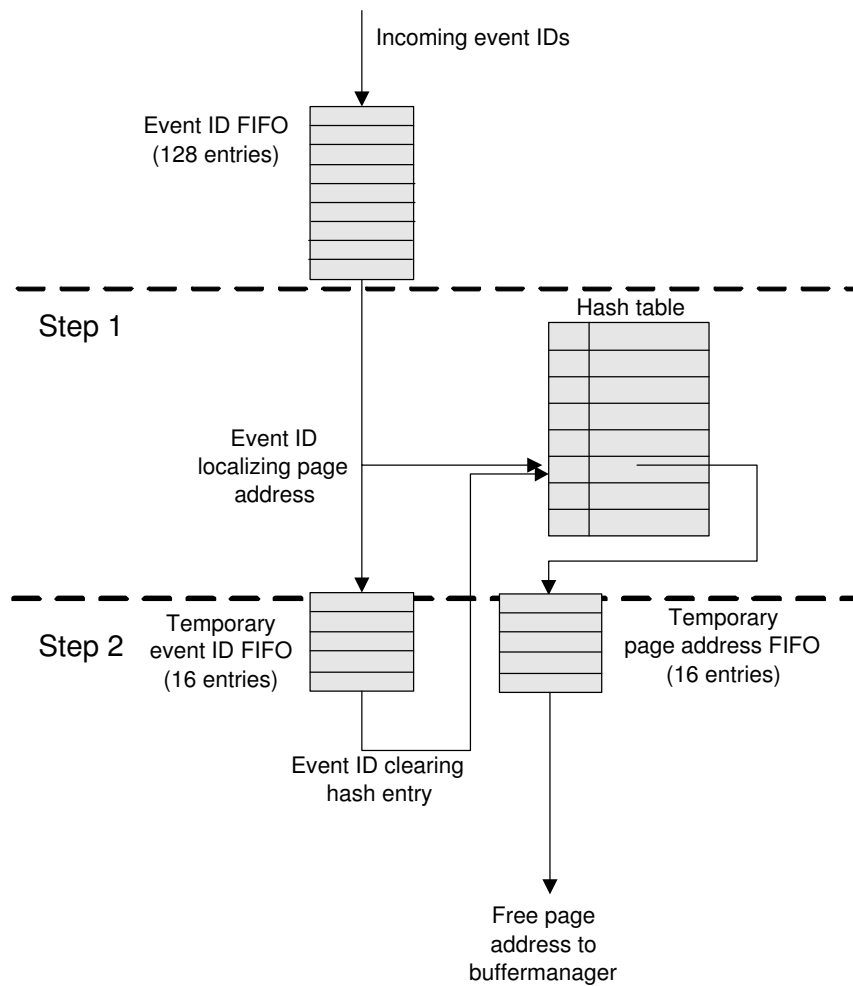 Incoming event IDs
Event ID FIFO
(128 entries)
Step 1
Hash table
Event ID
localizing page
address
Step 2
Temporary
event ID FIFO
(16 entries)
Temporary
page address FIFO
(16 entries)
Event ID clearing
hash entry
Free page
address to
buffermanager